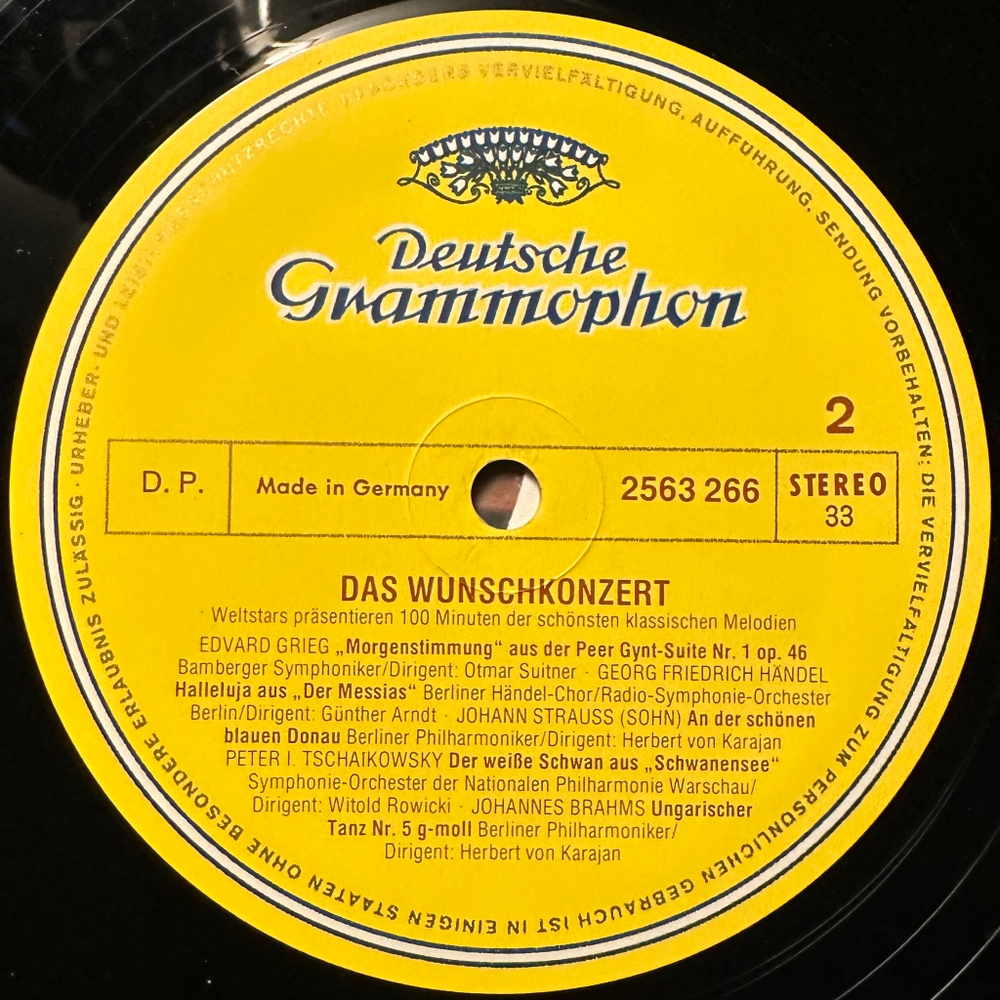 Deutsche
Grammophon
2
D. P.
Made in Germany
2563 266
STEREO
33
DAS WUNSCHKONZERT
Weltstars präsentieren 100 Minuten der schönsten klassischen Melodien
EDVARD GRIEG „Morgenstimmung“ aus der Peer Gynt-Suite Nr. 1 op. 46
Bamberger Symphoniker/Dirigent: Otmar Suitner · GEORG FRIEDRICH HÄNDEL
Halleluja aus „Der Messias“ Berliner Händel-Chor/Radio-Symphonie-Orchester
Berlin/Dirigent: Günther Arndt · JOHANN STRAUSS (SOHN) An der schönen
blauen Donau Berliner Philharmoniker/Dirigent: Herbert von Karajan
PETER I. TSCHAIKOWSKY Der weiße Schwan aus „Schwanensee“
Symphonie-Orchester der Nationalen Philharmonie Warschau/
Dirigent: Witold Rowicki · JOHANNES BRAHMS Ungarischer
Tanz Nr. 5 g-moll Berliner Philharmoniker/
Dirigent: Herbert von Karajan
URHEBER- UND LEISTUNGSSCHUTZRECHTE, BESONDERS VERVIELFÄLTIGUNG, AUFFÜHRUNG, SENDUNG VORBEHALTEN: DIE VERVIELFÄLTIGUNG ZUM PERSÖNLICHEN GEBRAUCH IST IN EINIGEN STAATEN OHNE BESONDERE ERLAUBNIS ZULÄSSIG ·